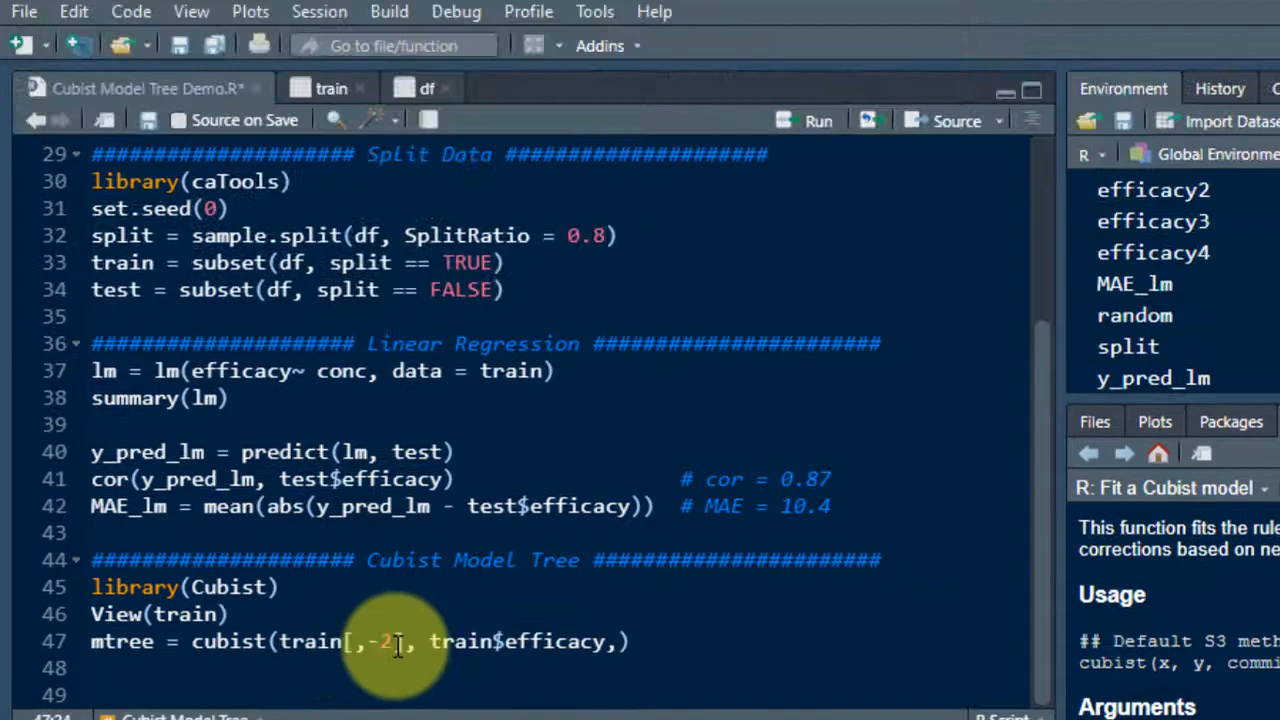 File Edit Code View Plots Session Build Debug Profile Tools Help
Go to file/function Addins
Cubist Model Tree Demo.R* train df
Source on Save Run Source
29 ##################### Split Data #####################
30 library(caTools)
31 set.seed(0)
32 split = sample.split(df, SplitRatio = 0.8)
33 train = subset(df, split == TRUE)
34 test = subset(df, split == FALSE)
35
36 ##################### Linear Regression #######################
37 lm = lm(efficacy~ conc, data = train)
38 summary(lm)
39
40 y_pred_lm = predict(lm, test)
41 cor(y_pred_lm, test$efficacy) # cor = 0.87
42 MAE_lm = mean(abs(y_pred_lm - test$efficacy)) # MAE = 10.4
43
44 ##################### Cubist Model Tree #######################
45 library(Cubist)
46 View(train)
47 mtree = cubist(train[,-2], train$efficacy,)
48
49
47:24 Cubist Model Tree R Script
Environment History
Import Datase
R Global Environme
efficacy2
efficacy3
efficacy4
MAE_lm
random
split
y_pred_lm
Files Plots Packages
R: Fit a Cubist model
This function fits the rule
corrections based on ne
Usage
## Default S3 meth
cubist(x, y, commi
Arguments